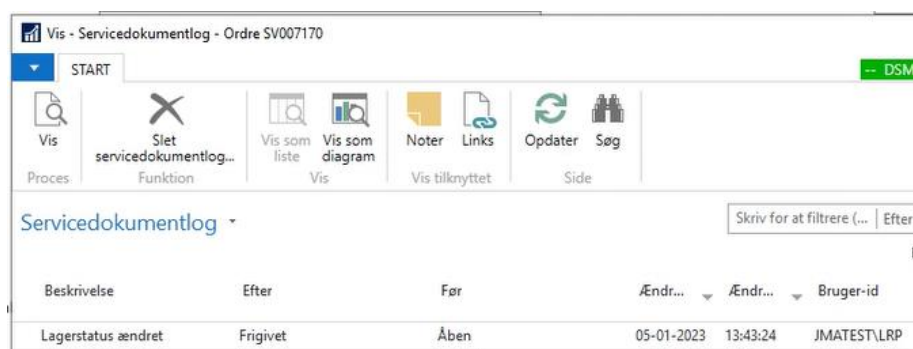 Vis - Servicedokumentlog - Ordre SV007170
START
-- DSM
Vis
Slet servicedokumentlog...
Vis som liste
Vis som diagram
Noter
Links
Opdater
Søg
Proces
Funktion
Vis
Vis tilknyttet
Side
Servicedokumentlog
Skriv for at filtrere (... Efter
Beskrivelse Efter Før Ændr... Ændr... Bruger-id
Lagerstatus ændret Frigivet Åben 05-01-2023 13:43:24 JMATEST\LRP